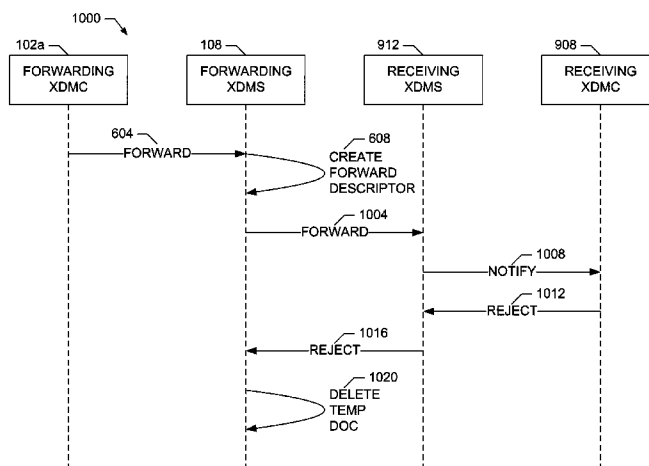 1000
102a
108
912
908
FORWARDING
XDMC
FORWARDING
XDMS
RECEIVING
XDMS
RECEIVING
XDMC
604
FORWARD
608
CREATE
FORWARD
DESCRIPTOR
1004
FORWARD
1008
NOTIFY
1012
REJECT
1016
REJECT
1020
DELETE
TEMP
DOC